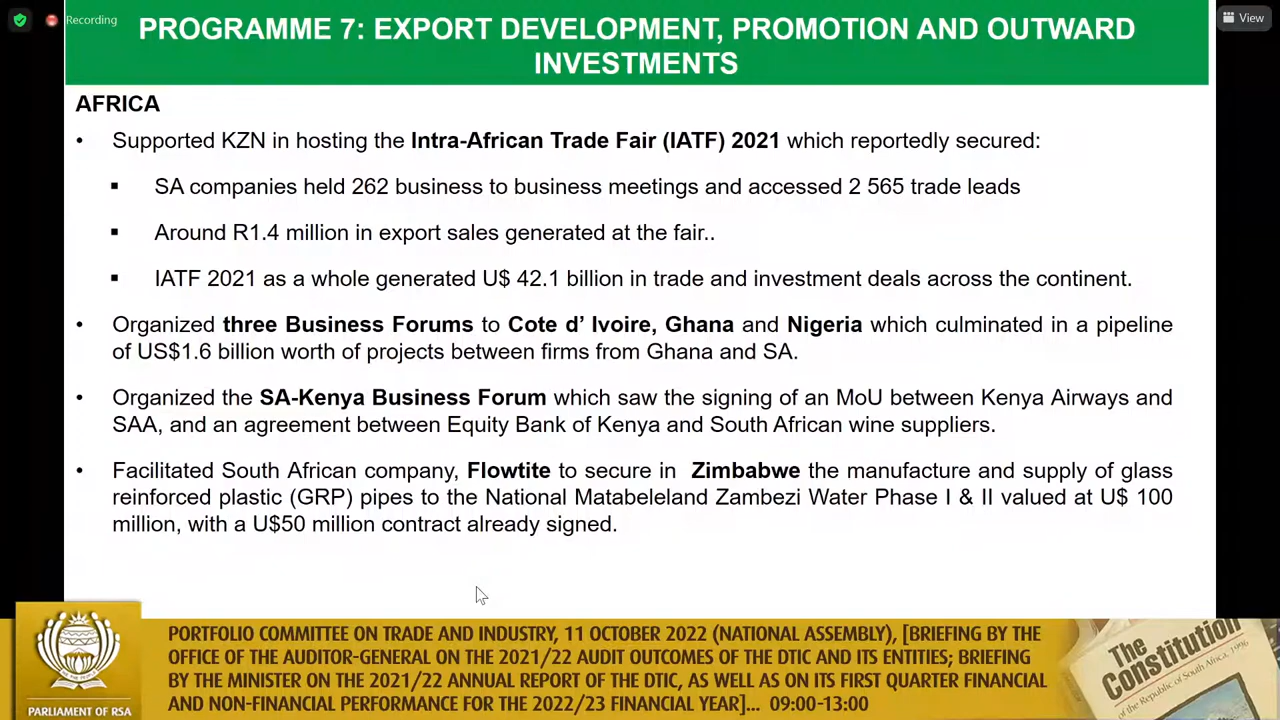 Recording
View
PROGRAMME 7: EXPORT DEVELOPMENT, PROMOTION AND OUTWARD
INVESTMENTS
AFRICA
• Supported KZN in hosting the Intra-African Trade Fair (IATF) 2021 which reportedly secured:
▪ SA companies held 262 business to business meetings and accessed 2 565 trade leads
▪ Around R1.4 million in export sales generated at the fair..
▪ IATF 2021 as a whole generated U$ 42.1 billion in trade and investment deals across the continent.
• Organized three Business Forums to Cote d’ Ivoire, Ghana and Nigeria which culminated in a pipeline
of US$1.6 billion worth of projects between firms from Ghana and SA.
• Organized the SA-Kenya Business Forum which saw the signing of an MoU between Kenya Airways and
SAA, and an agreement between Equity Bank of Kenya and South African wine suppliers.
• Facilitated South African company, Flowtite to secure in Zimbabwe the manufacture and supply of glass
reinforced plastic (GRP) pipes to the National Matabeleland Zambezi Water Phase I & II valued at U$ 100
million, with a U$50 million contract already signed.
PORTFOLIO COMMITTEE ON TRADE AND INDUSTRY, 11 OCTOBER 2022 (NATIONAL ASSEMBLY), [BRIEFING BY THE
OFFICE OF THE AUDITOR-GENERAL ON THE 2021/22 AUDIT OUTCOMES OF THE DTIC AND ITS ENTITIES; BRIEFING
BY THE MINISTER ON THE 2021/22 ANNUAL REPORT OF THE DTIC, AS WELL AS ON ITS FIRST QUARTER FINANCIAL
AND NON-FINANCIAL PERFORMANCE FOR THE 2022/23 FINANCIAL YEAR]... 09:00-13:00
PARLIAMENT OF RSA
The
Constitution
of the Republic of South Africa, 1996